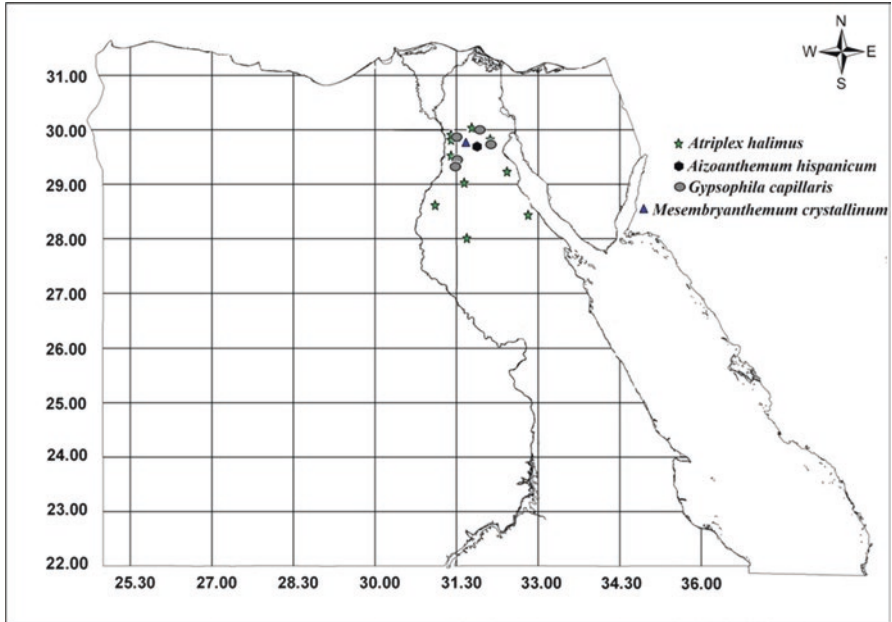 N
W E
S
31.00
30.00
29.00
28.00
27.00
26.00
25.00
24.00
23.00
22.00
Atriplex halimus
Aizoanthemum hispanicum
Gypsophila capillaris
Mesembryanthemum crystallinum
25.30 27.00 28.30 30.00 31.30 33.00 34.30 36.00